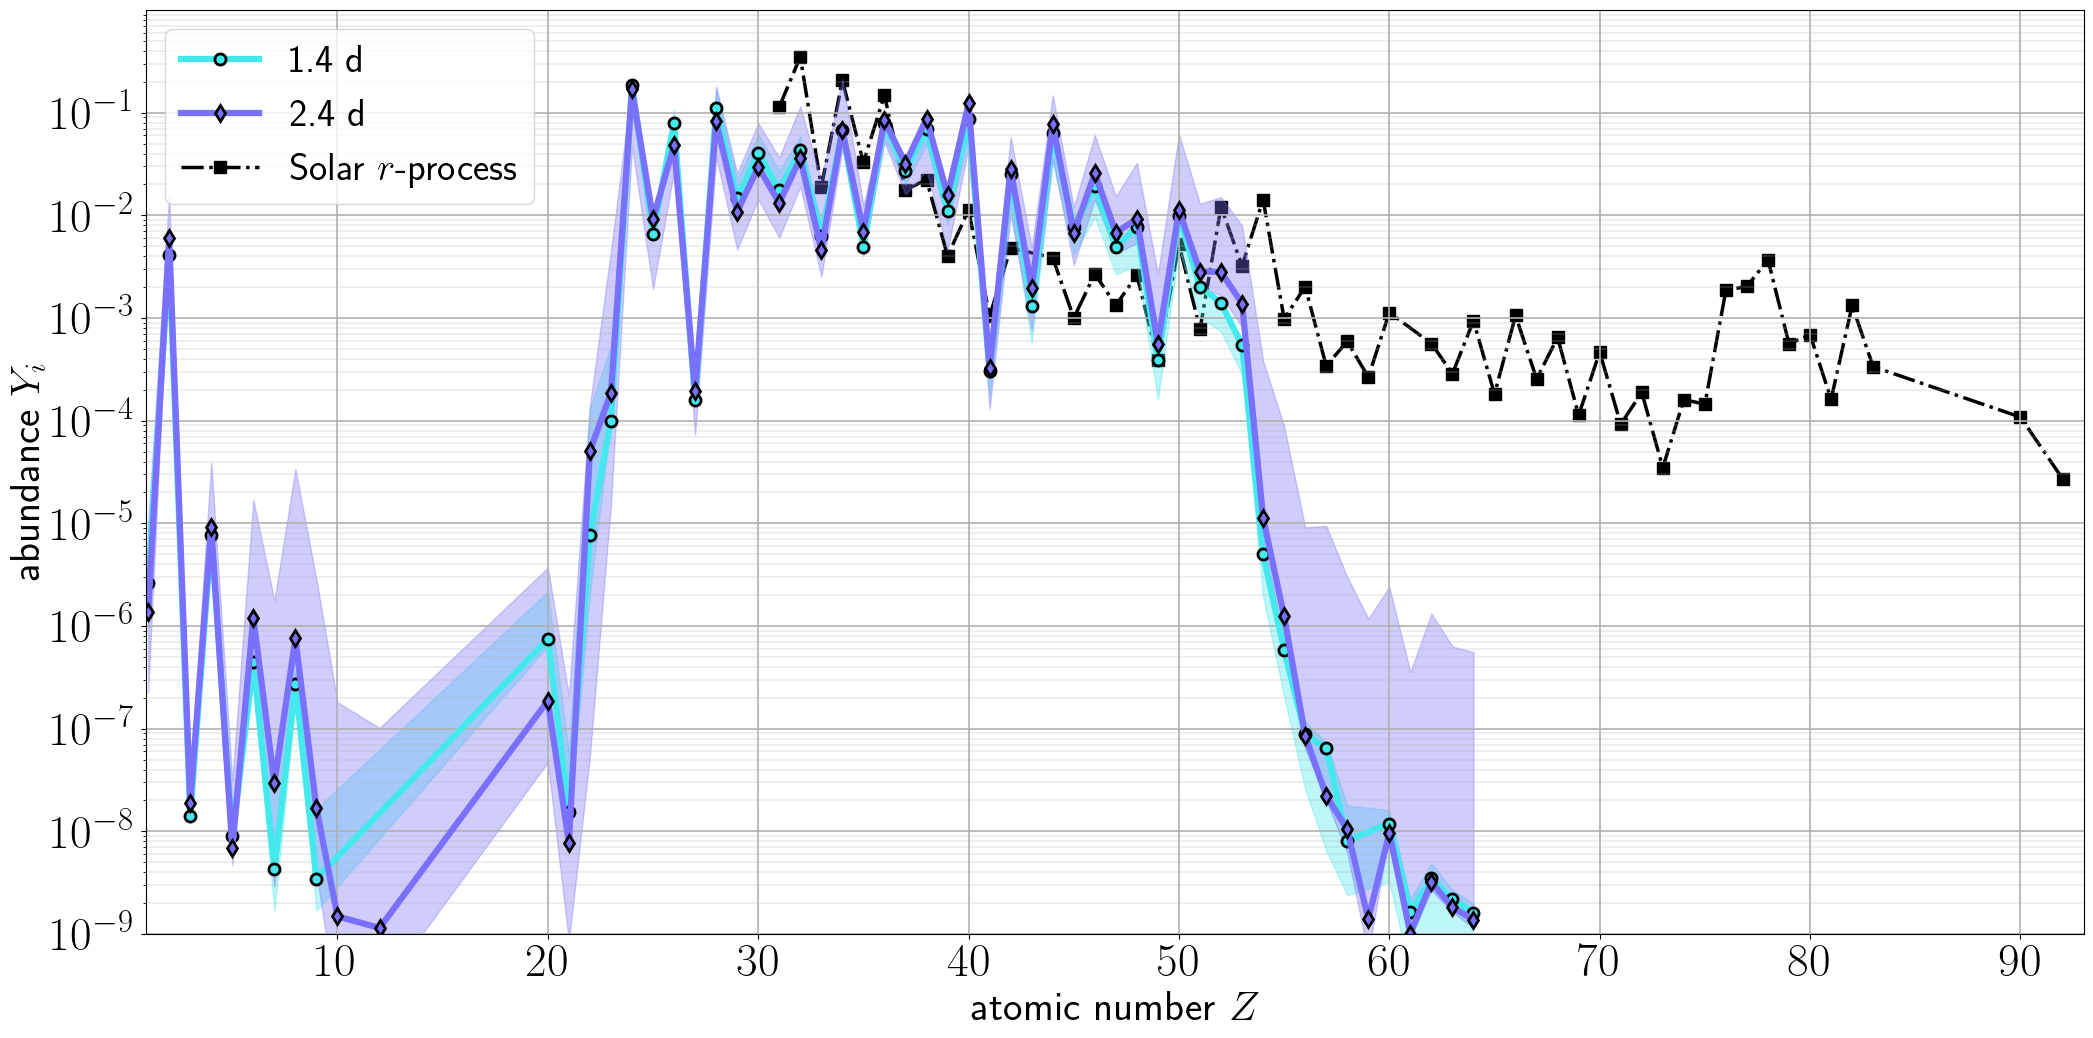 1.4 d
2.4 d
Solar r-process
abundance Y_i
10^{-1}
10^{-2}
10^{-3}
10^{-4}
10^{-5}
10^{-6}
10^{-7}
10^{-8}
10^{-9}
10 20 30 40 50 60 70 80 90
atomic number Z